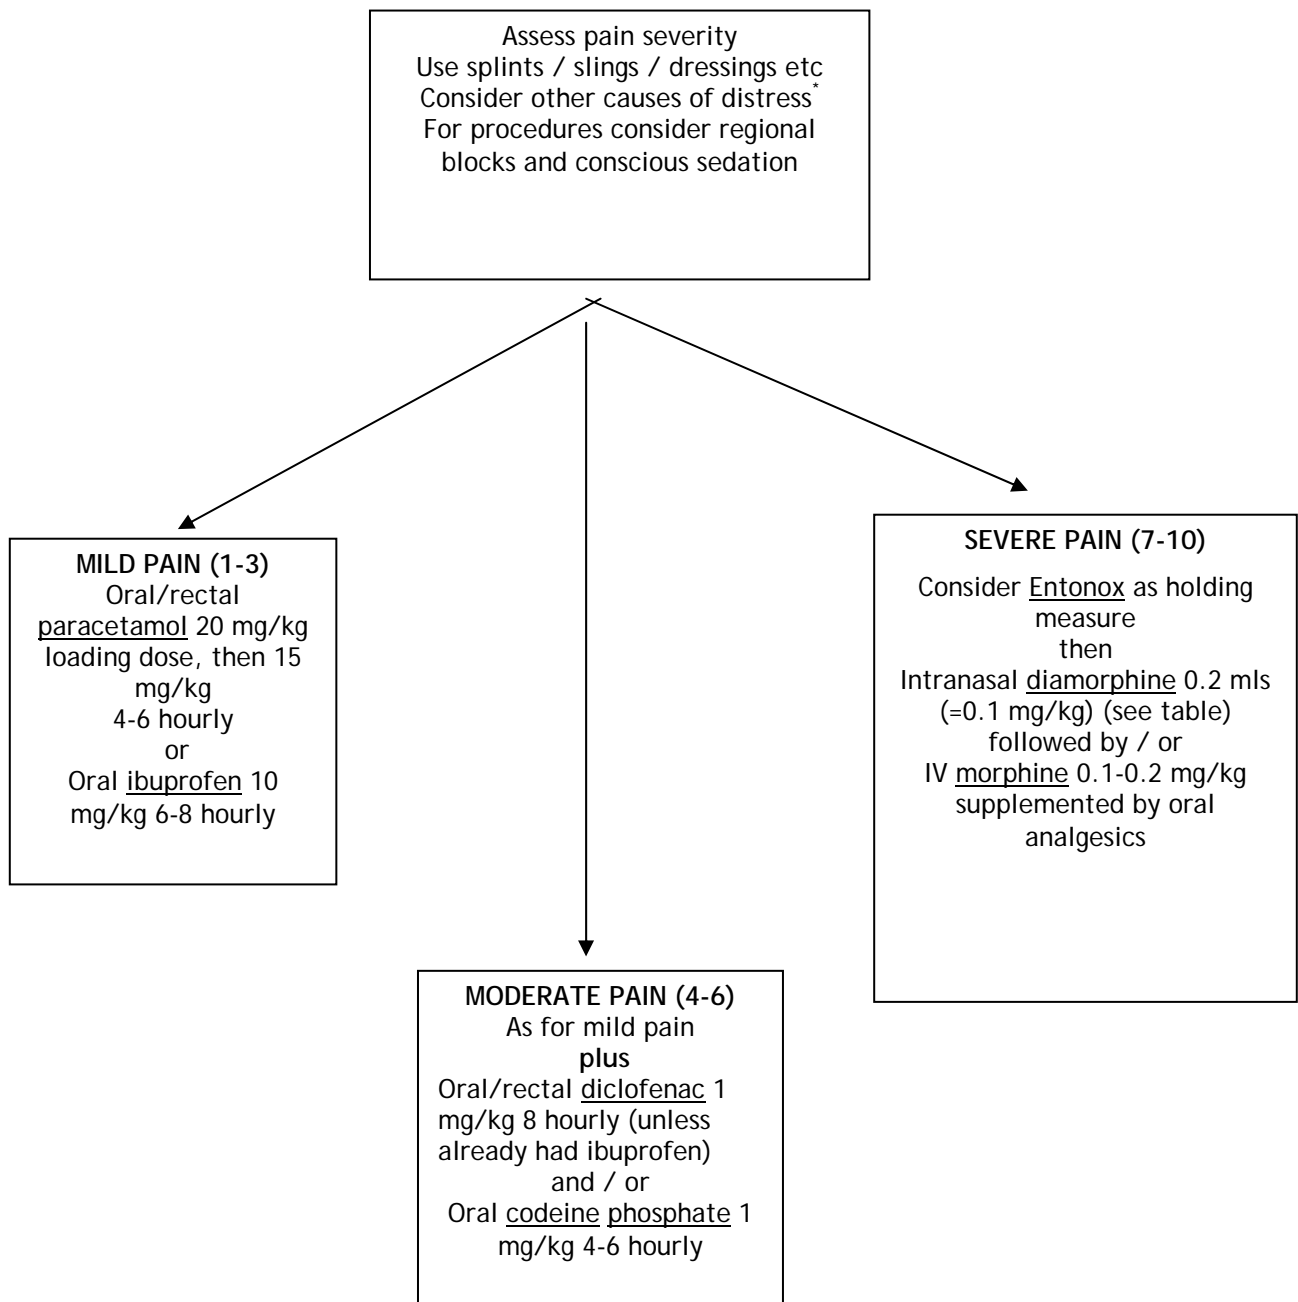 Assess pain severity
Use splints / slings / dressings etc
Consider other causes of distress*
For procedures consider regional
blocks and conscious sedation
MILD PAIN (1-3)
Oral/rectal
paracetamol 20 mg/kg
loading dose, then 15
mg/kg
4-6 hourly
or
Oral ibuprofen 10
mg/kg 6-8 hourly
SEVERE PAIN (7-10)
Consider Entonox as holding
measure
then
Intranasal diamorphine 0.2 mls
(=0.1 mg/kg) (see table)
followed by / or
IV morphine 0.1-0.2 mg/kg
supplemented by oral
analgesics
MODERATE PAIN (4-6)
As for mild pain
plus
Oral/rectal diclofenac 1
mg/kg 8 hourly (unless
already had ibuprofen)
and / or
Oral codeine phosphate 1
mg/kg 4-6 hourly